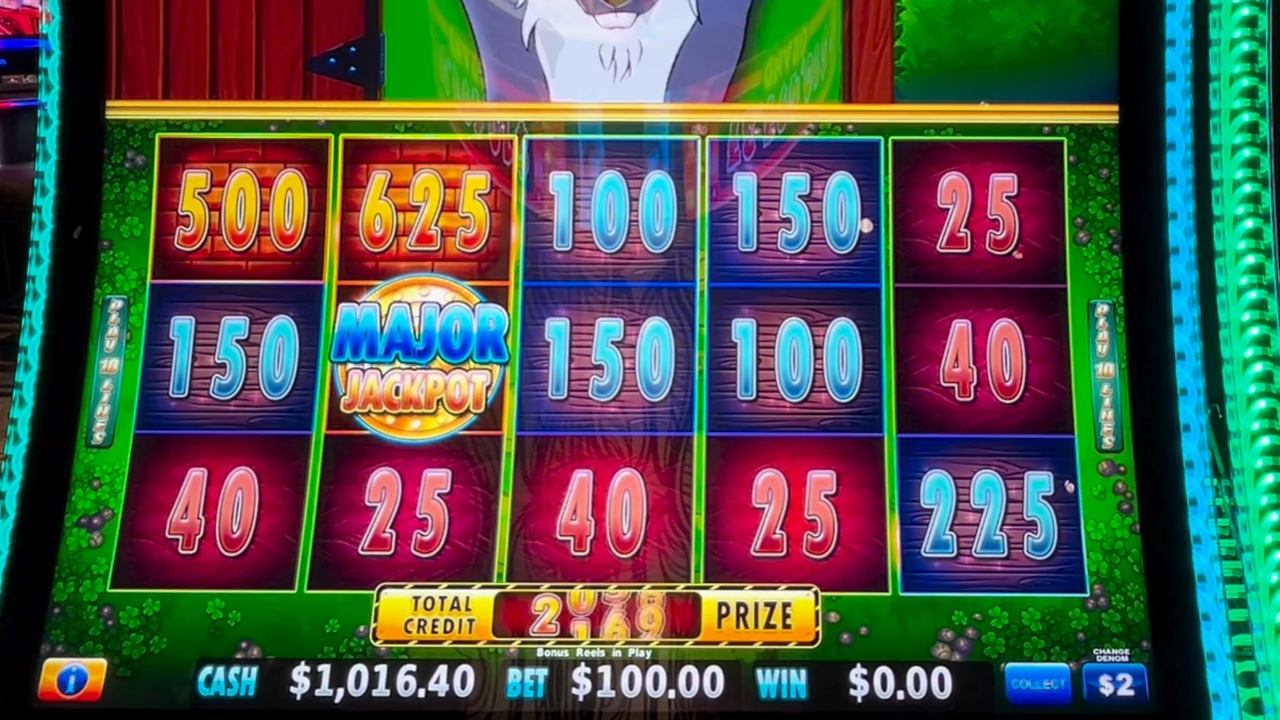 500 625 100 150 25
150 MAJOR JACKPOT 150 100 40
40 25 40 25 225
PLAY 10 LINES
PLAY 10 LINES
TOTAL CREDIT
PRIZE
Bonus Reels in Play
CHANGE DENOM
CASH $1,016.40 BET $100.00 WIN $0.00 COLLECT $2